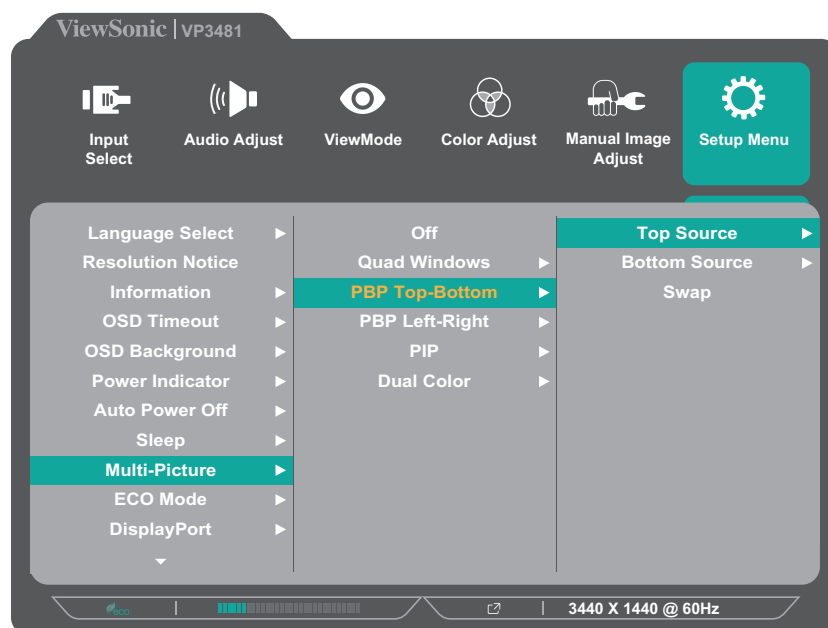 ViewSonic | VP3481
Input Select
Audio Adjust
ViewMode
Color Adjust
Manual Image Adjust
Setup Menu
Language Select
Resolution Notice
Information
OSD Timeout
OSD Background
Power Indicator
Auto Power Off
Sleep
Multi-Picture
ECO Mode
DisplayPort
Off
Quad Windows
PBP Top-Bottom
PBP Left-Right
PIP
Dual Color
Top Source
Bottom Source
Swap
eco
3440 X 1440 @ 60Hz